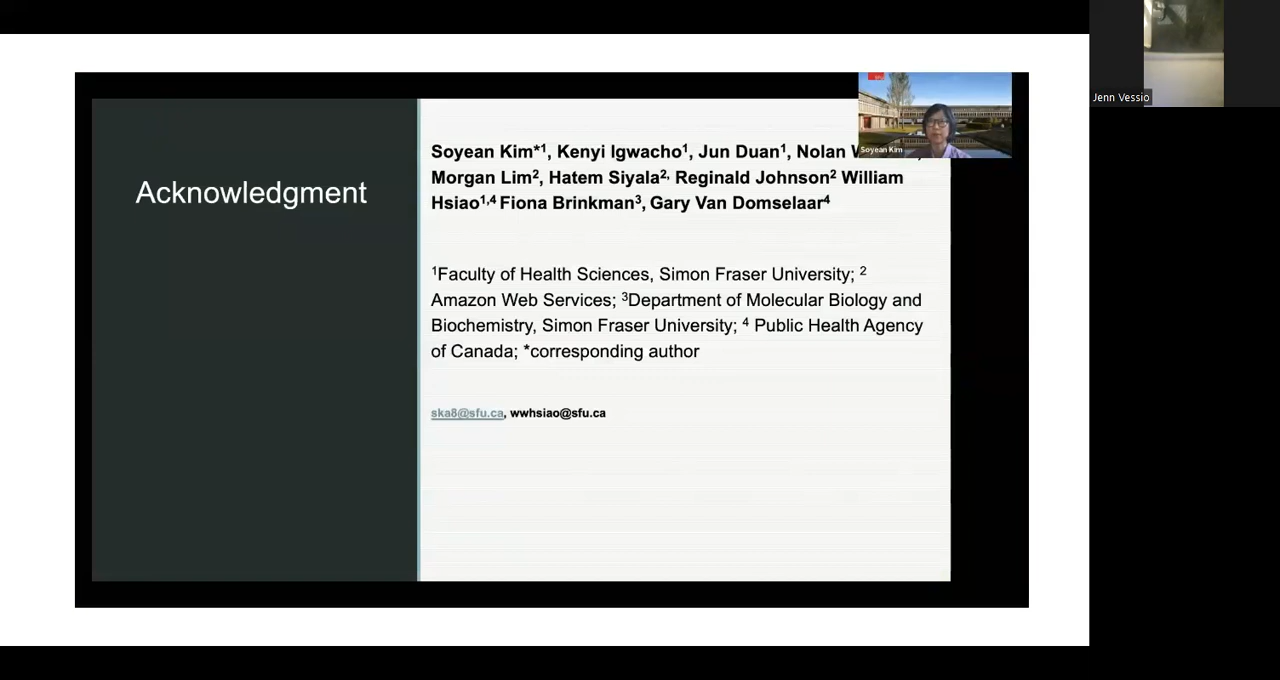 Acknowledgment
Soyean Kim*¹, Kenyi Igwacho¹, Jun Duan¹, Nolan
Morgan Lim², Hatem Siyala², Reginald Johnson² William
Hsiao¹,⁴ Fiona Brinkman³, Gary Van Domselaar⁴
¹Faculty of Health Sciences, Simon Fraser University; ²
Amazon Web Services; ³Department of Molecular Biology and
Biochemistry, Simon Fraser University; ⁴ Public Health Agency
of Canada; *corresponding author
ska8@sfu.ca, wwhsiao@sfu.ca
SFU
Soyean Kim
Jenn Vessio